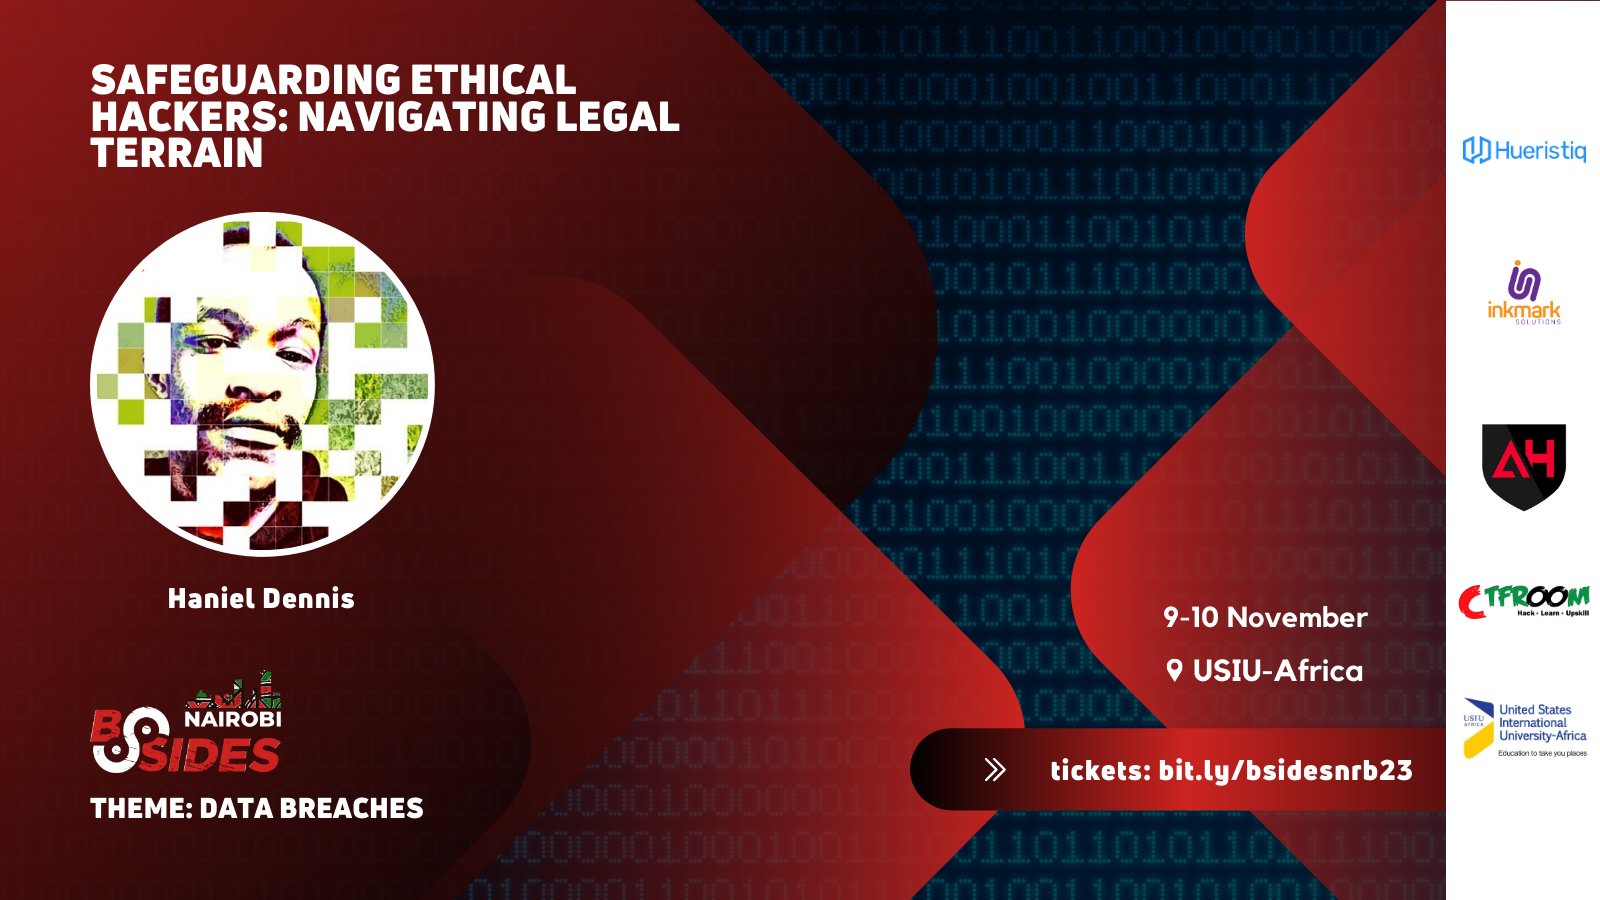 SAFEGUARDING ETHICAL
HACKERS: NAVIGATING LEGAL
TERRAIN
Haniel Dennis
NAIROBI
BSIDES
THEME: DATA BREACHES
9-10 November
USIU-Africa
tickets: bit.ly/bsidesnrb23
Hueristiq
inkmark
SOLUTIONS
AH
CTFROOM
Hack - Learn - Upskill
USIU
AFRICA
United States
International
University-Africa
Education to take you places